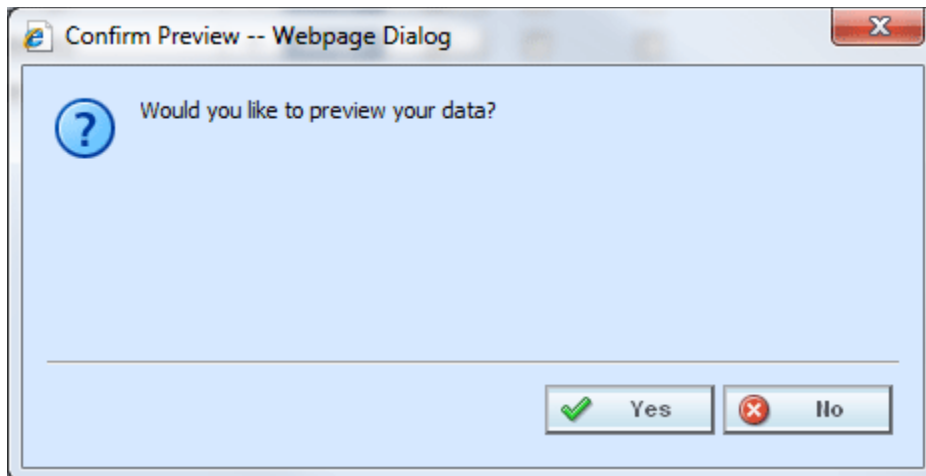 Confirm Preview -- Webpage Dialog
Would you like to preview your data?
Yes
No